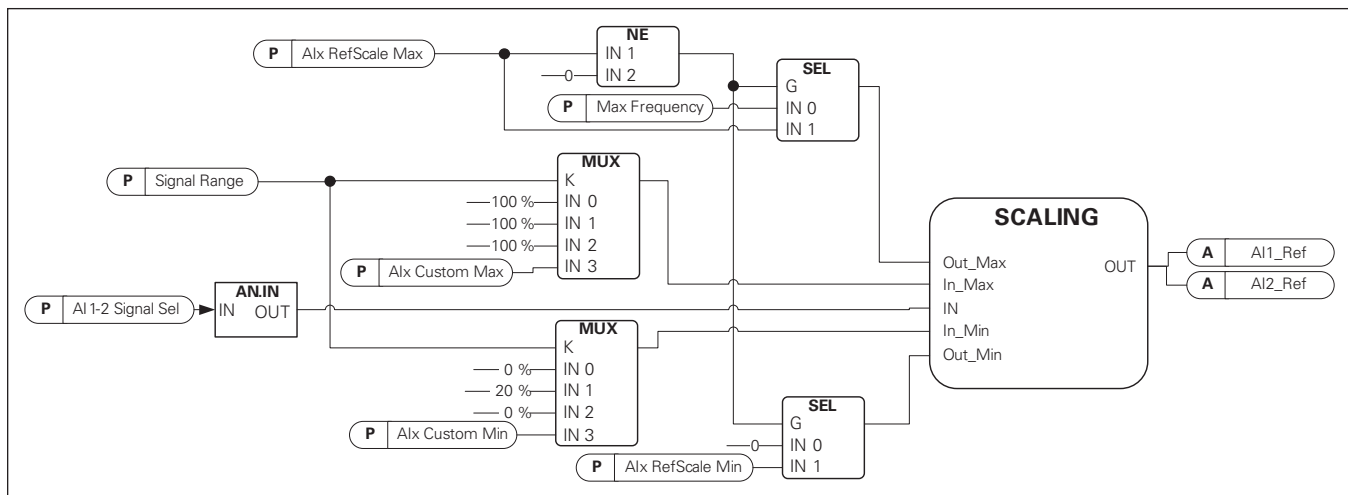 NE
P AIx RefScale Max
IN 1
0 IN 2
SEL
G
P Max Frequency
IN 0
IN 1
MUX
P Signal Range
K
100 % IN 0
100 % IN 1
100 % IN 2
P AIx Custom Max
IN 3
SCALING
Out_Max
In_Max
IN
In_Min
Out_Min
OUT
A AI1_Ref
A AI2_Ref
P AI1-2 Signal Sel
AN.IN
IN OUT
MUX
K
0 % IN 0
20 % IN 1
0 % IN 2
P AIx Custom Min
IN 3
SEL
G
0 IN 0
P AIx RefScale Min
IN 1